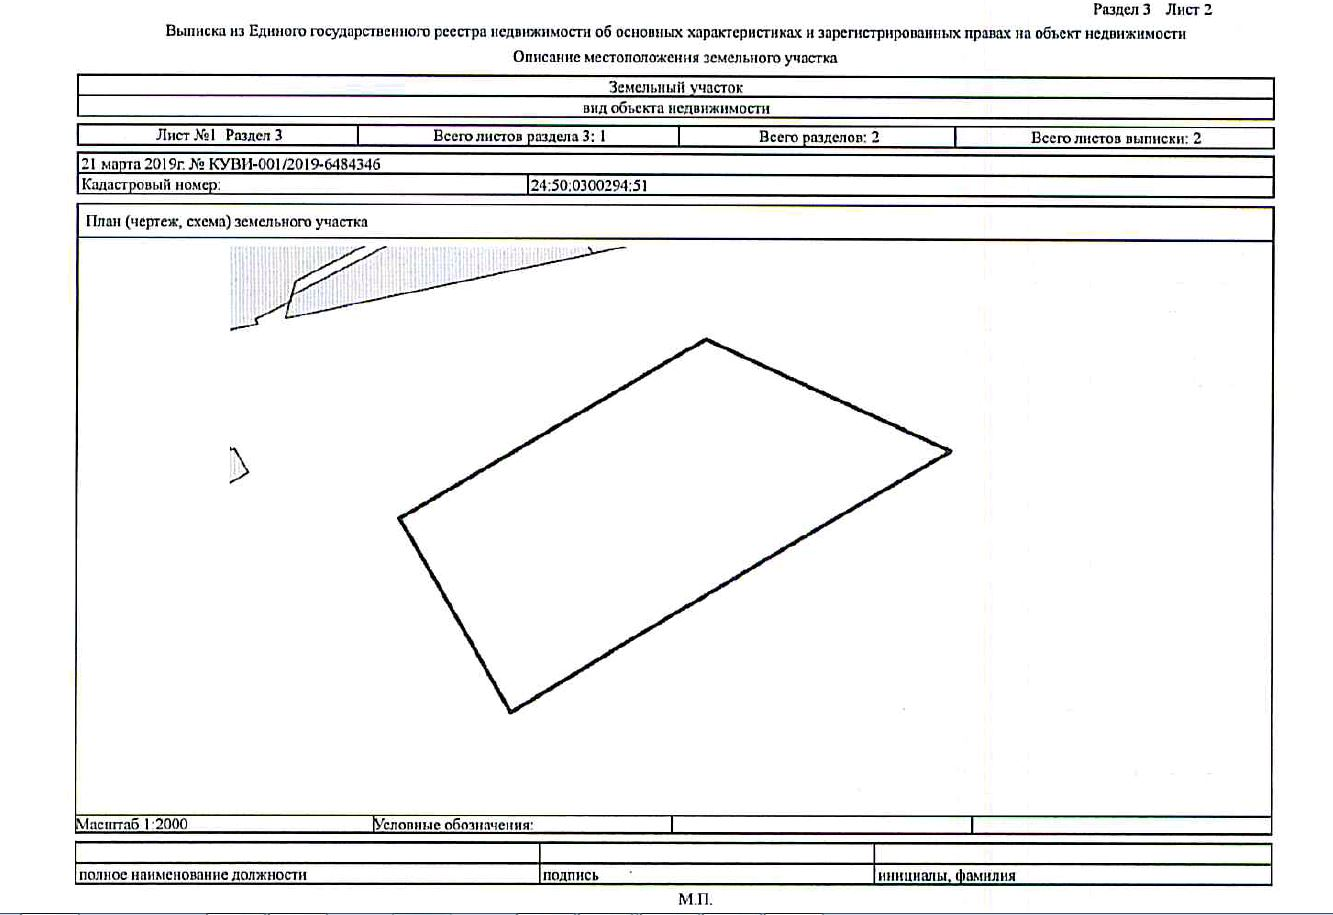 Раздел 3 Лист 2
Выписка из Единого государственного реестра недвижимости об основных характеристиках и зарегистрированных правах на объект недвижимости
Описание местоположения земельного участка
Земельный участок
вид объекта недвижимости
Лист №1 Раздел 3 Всего листов раздела 3: 1 Всего разделов: 2 Всего листов выписки: 2
21 марта 2019г. № КУВИ-001/2019-6484346
Кадастровый номер: 24:50:0300294:51
План (чертеж, схема) земельного участка
Масштаб 1:2000 Условные обозначения:
полное наименование должности подпись инициалы, фамилия
М.П.